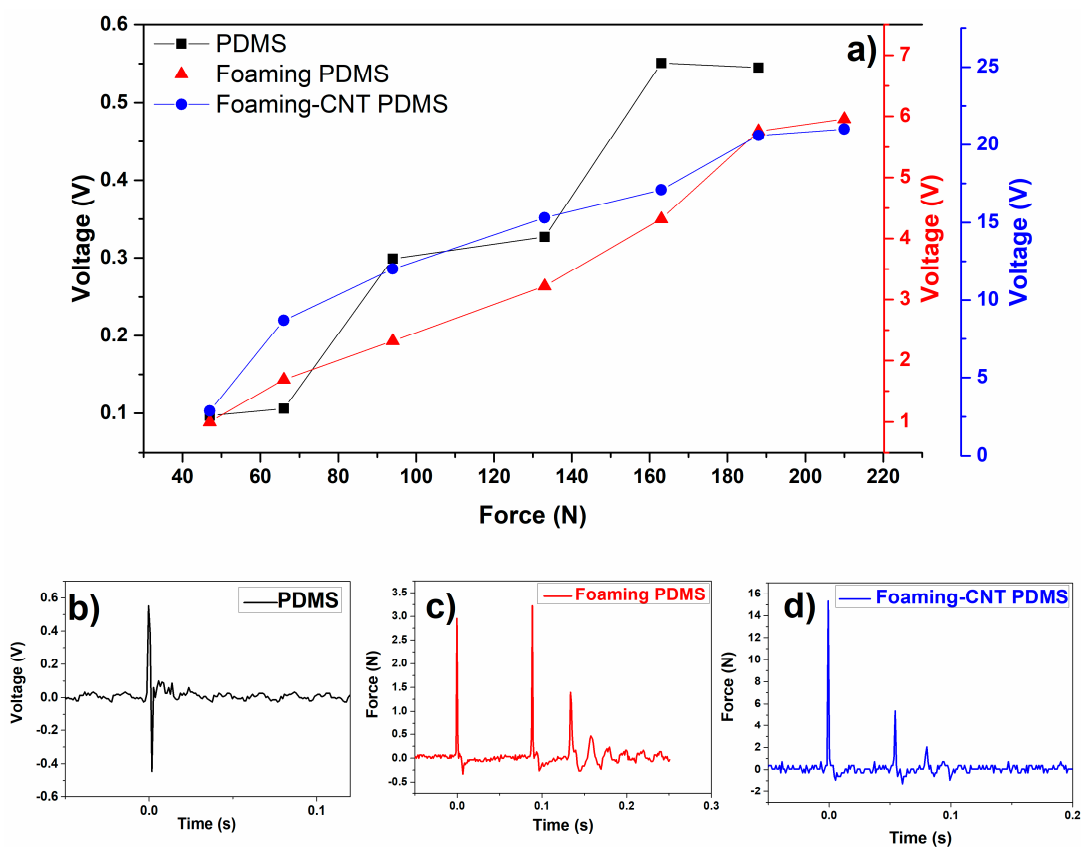 a)
PDMS
Foaming PDMS
Foaming-CNT PDMS
Voltage (V)
0.6
0.5
0.4
0.3
0.2
0.1
40 60 80 100 120 140 160 180 200 220
Force (N)
7
6
5
4
3
2
1
Voltage (V)
25
20
15
10
5
0
Voltage (V)
b)
PDMS
Voltage (V)
0.6
0.4
0.2
0.0
-0.2
-0.4
-0.6
0.0 0.1
Time (s)
c)
Foaming PDMS
Force (N)
3.5
3.0
2.5
2.0
1.5
1.0
0.5
0.0
-0.5
0.0 0.1 0.2 0.3
Time (s)
d)
Foaming-CNT PDMS
Force (N)
16
14
12
10
8
6
4
2
0
-2
0.0 0.1 0.2
Time (s)